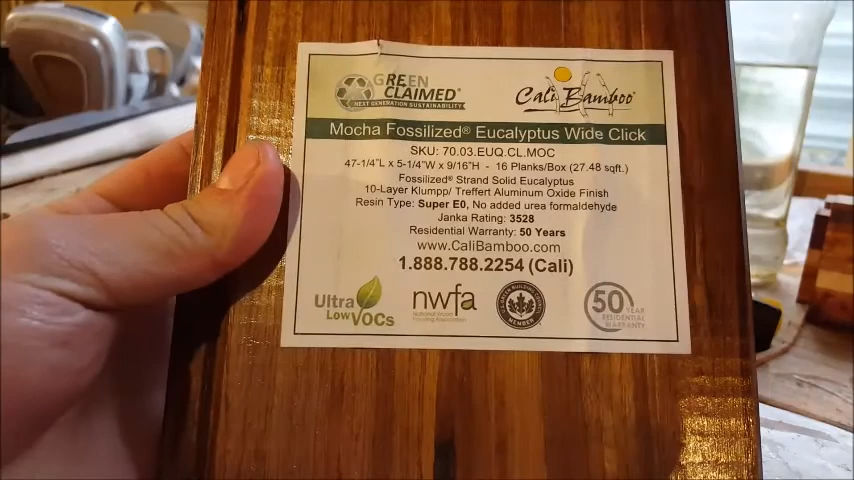 GREEN
CLAIMED®
NEXT GENERATION SUSTAINABILITY
Cali Bamboo®
Mocha Fossilized® Eucalyptus Wide Click
SKU: 70.03.EUQ.CL.MOC
47-1/4"L x 5-1/4"W x 9/16"H - 16 Planks/Box (27.48 sqft.)
Fossilized® Strand Solid Eucalyptus
10-Layer Klumpp/ Treffert Aluminum Oxide Finish
Resin Type: Super E0, No added urea formaldehyde
Janka Rating: 3528
Residential Warranty: 50 Years
www.CaliBamboo.com
1.888.788.2254 (Cali)
Ultra
Low VOCs
nwfa
National Wood
Flooring Association
MEMBER
50 YEAR
RESIDENTIAL
WARRANTY